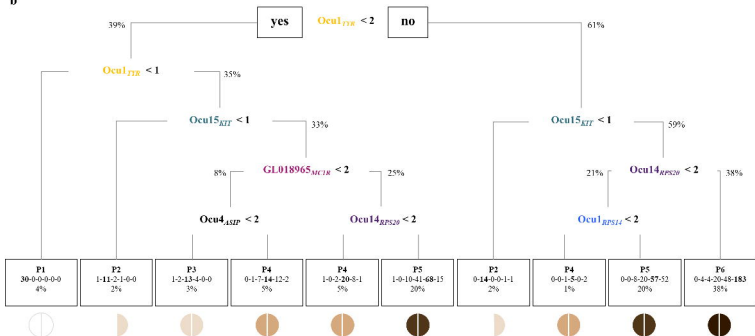 b
yes Ocu1TYR < 2 no
39% 61%
Ocu1TYR < 1
35%
Ocu15KIT < 1 33% Ocu15KIT < 1 59%
8% GL018965MC1R < 2 25% 21% Ocu14RPS20 < 2 38%
Ocu4ASIP < 2 Ocu14RPS20 < 2 Ocu1RPS14 < 2
P1 P2 P3 P4 P4 P5 P2 P4 P5 P6
30-0-0-0-0-0 1-11-2-1-0-0 1-2-13-4-0-0 0-1-7-14-12-2 1-0-2-20-8-1 1-0-10-41-68-15 0-14-0-0-1-1 0-0-1-5-0-2 0-0-8-20-57-52 0-4-4-20-48-183
4% 2% 3% 5% 5% 20% 2% 1% 20% 38%